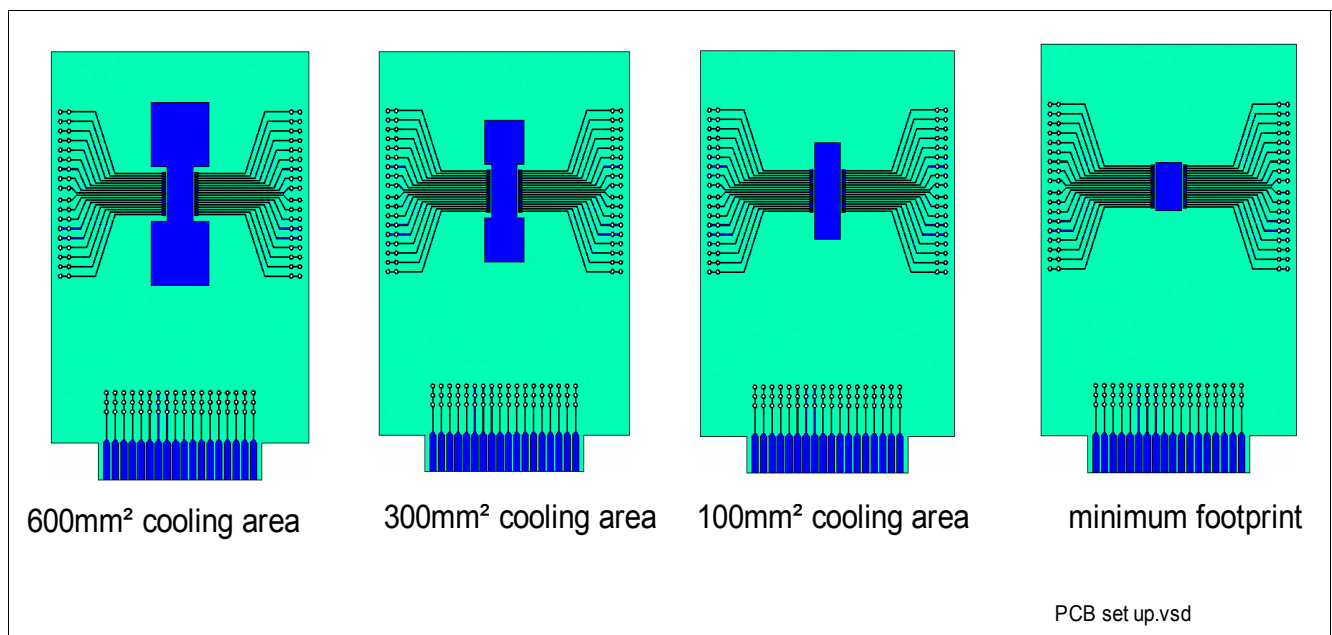 600mm² cooling area
300mm² cooling area
100mm² cooling area
minimum footprint
PCB set up.vsd